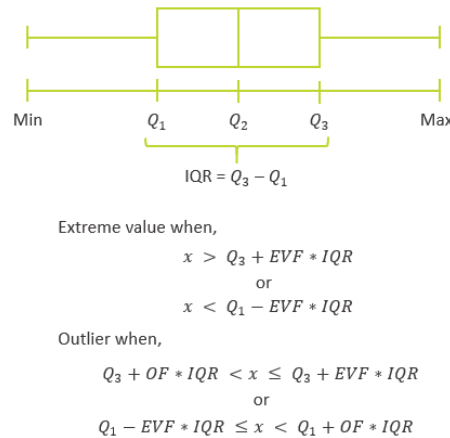 Min Q₁ Q₂ Q₃ Max
IQR = Q₃ − Q₁
Extreme value when,
x > Q₃ + EVF * IQR
or
x < Q₁ − EVF * IQR
Outlier when,
Q₃ + OF * IQR < x ≤ Q₃ + EVF * IQR
or
Q₁ − EVF * IQR ≤ x < Q₁ + OF * IQR